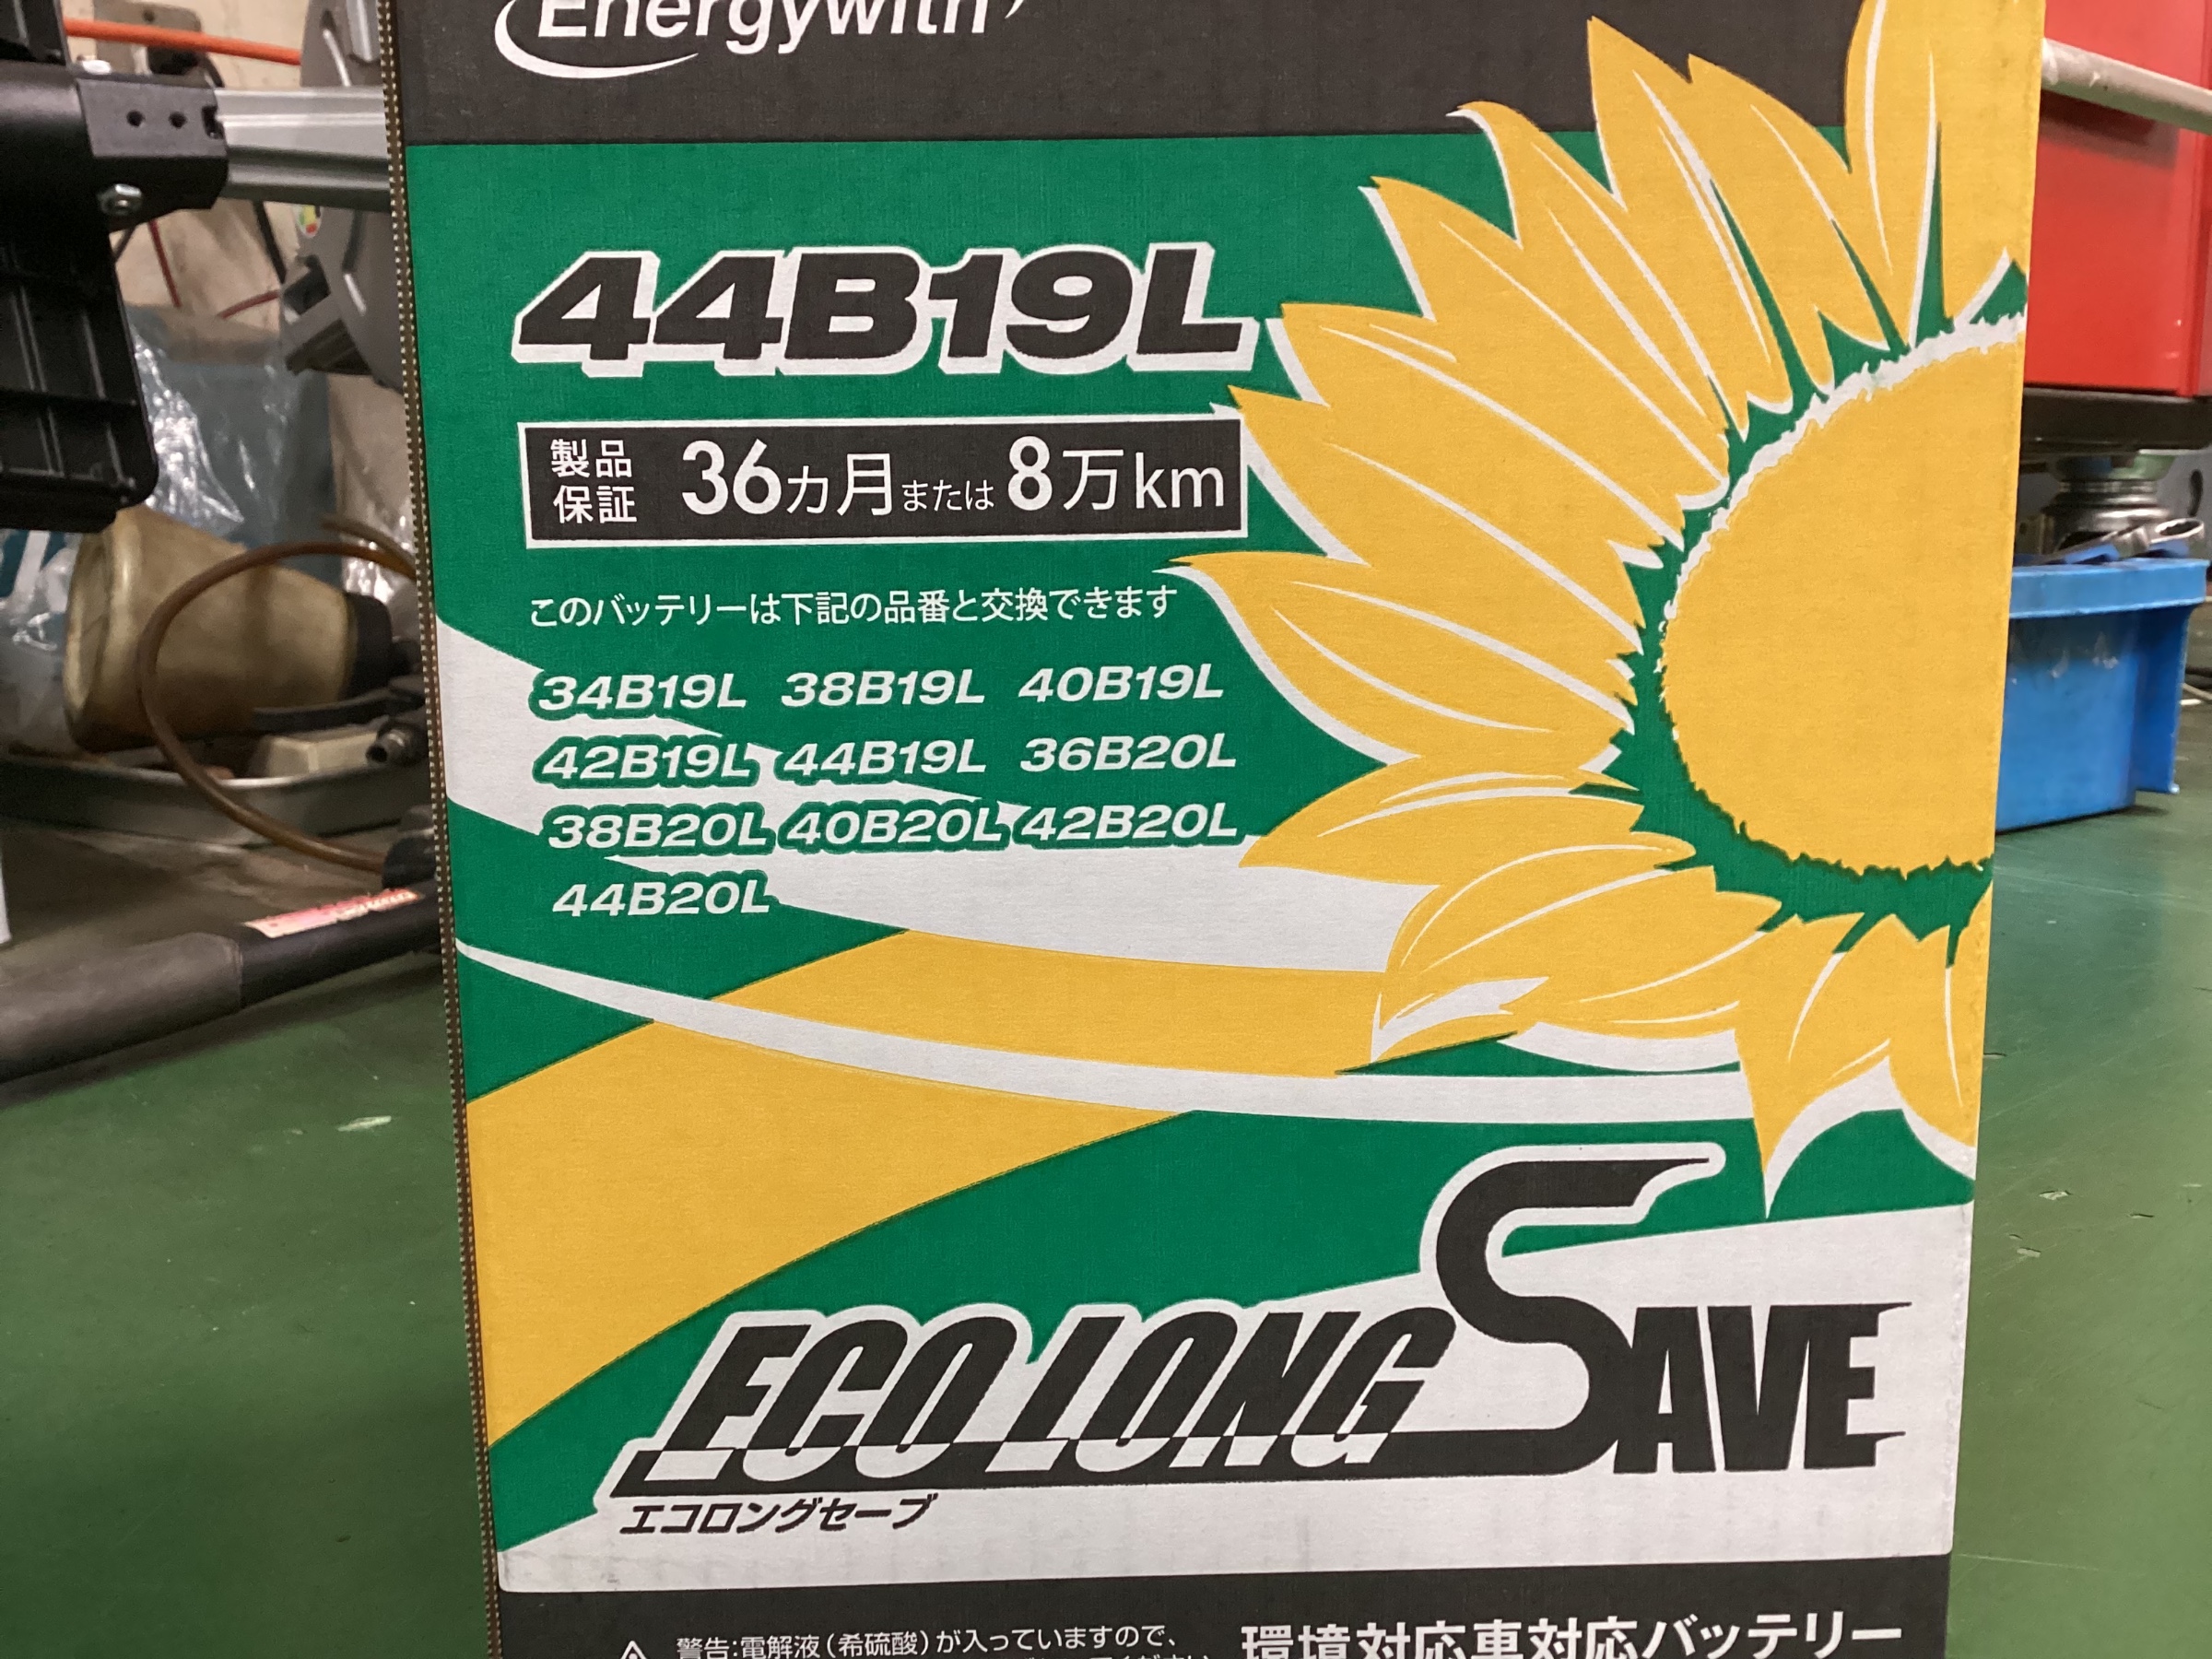 Energywith
44B19L
製品保証 36カ月または8万km
このバッテリーは下記の品番と交換できます
34B19L 38B19L 40B19L
42B19L 44B19L 36B20L
38B20L 40B20L 42B20L
44B20L
ECO LONG SAVE
エコロングセーブ
警告:電解液(希硫酸)が入っていますので、
環境対応車対応バッテリー